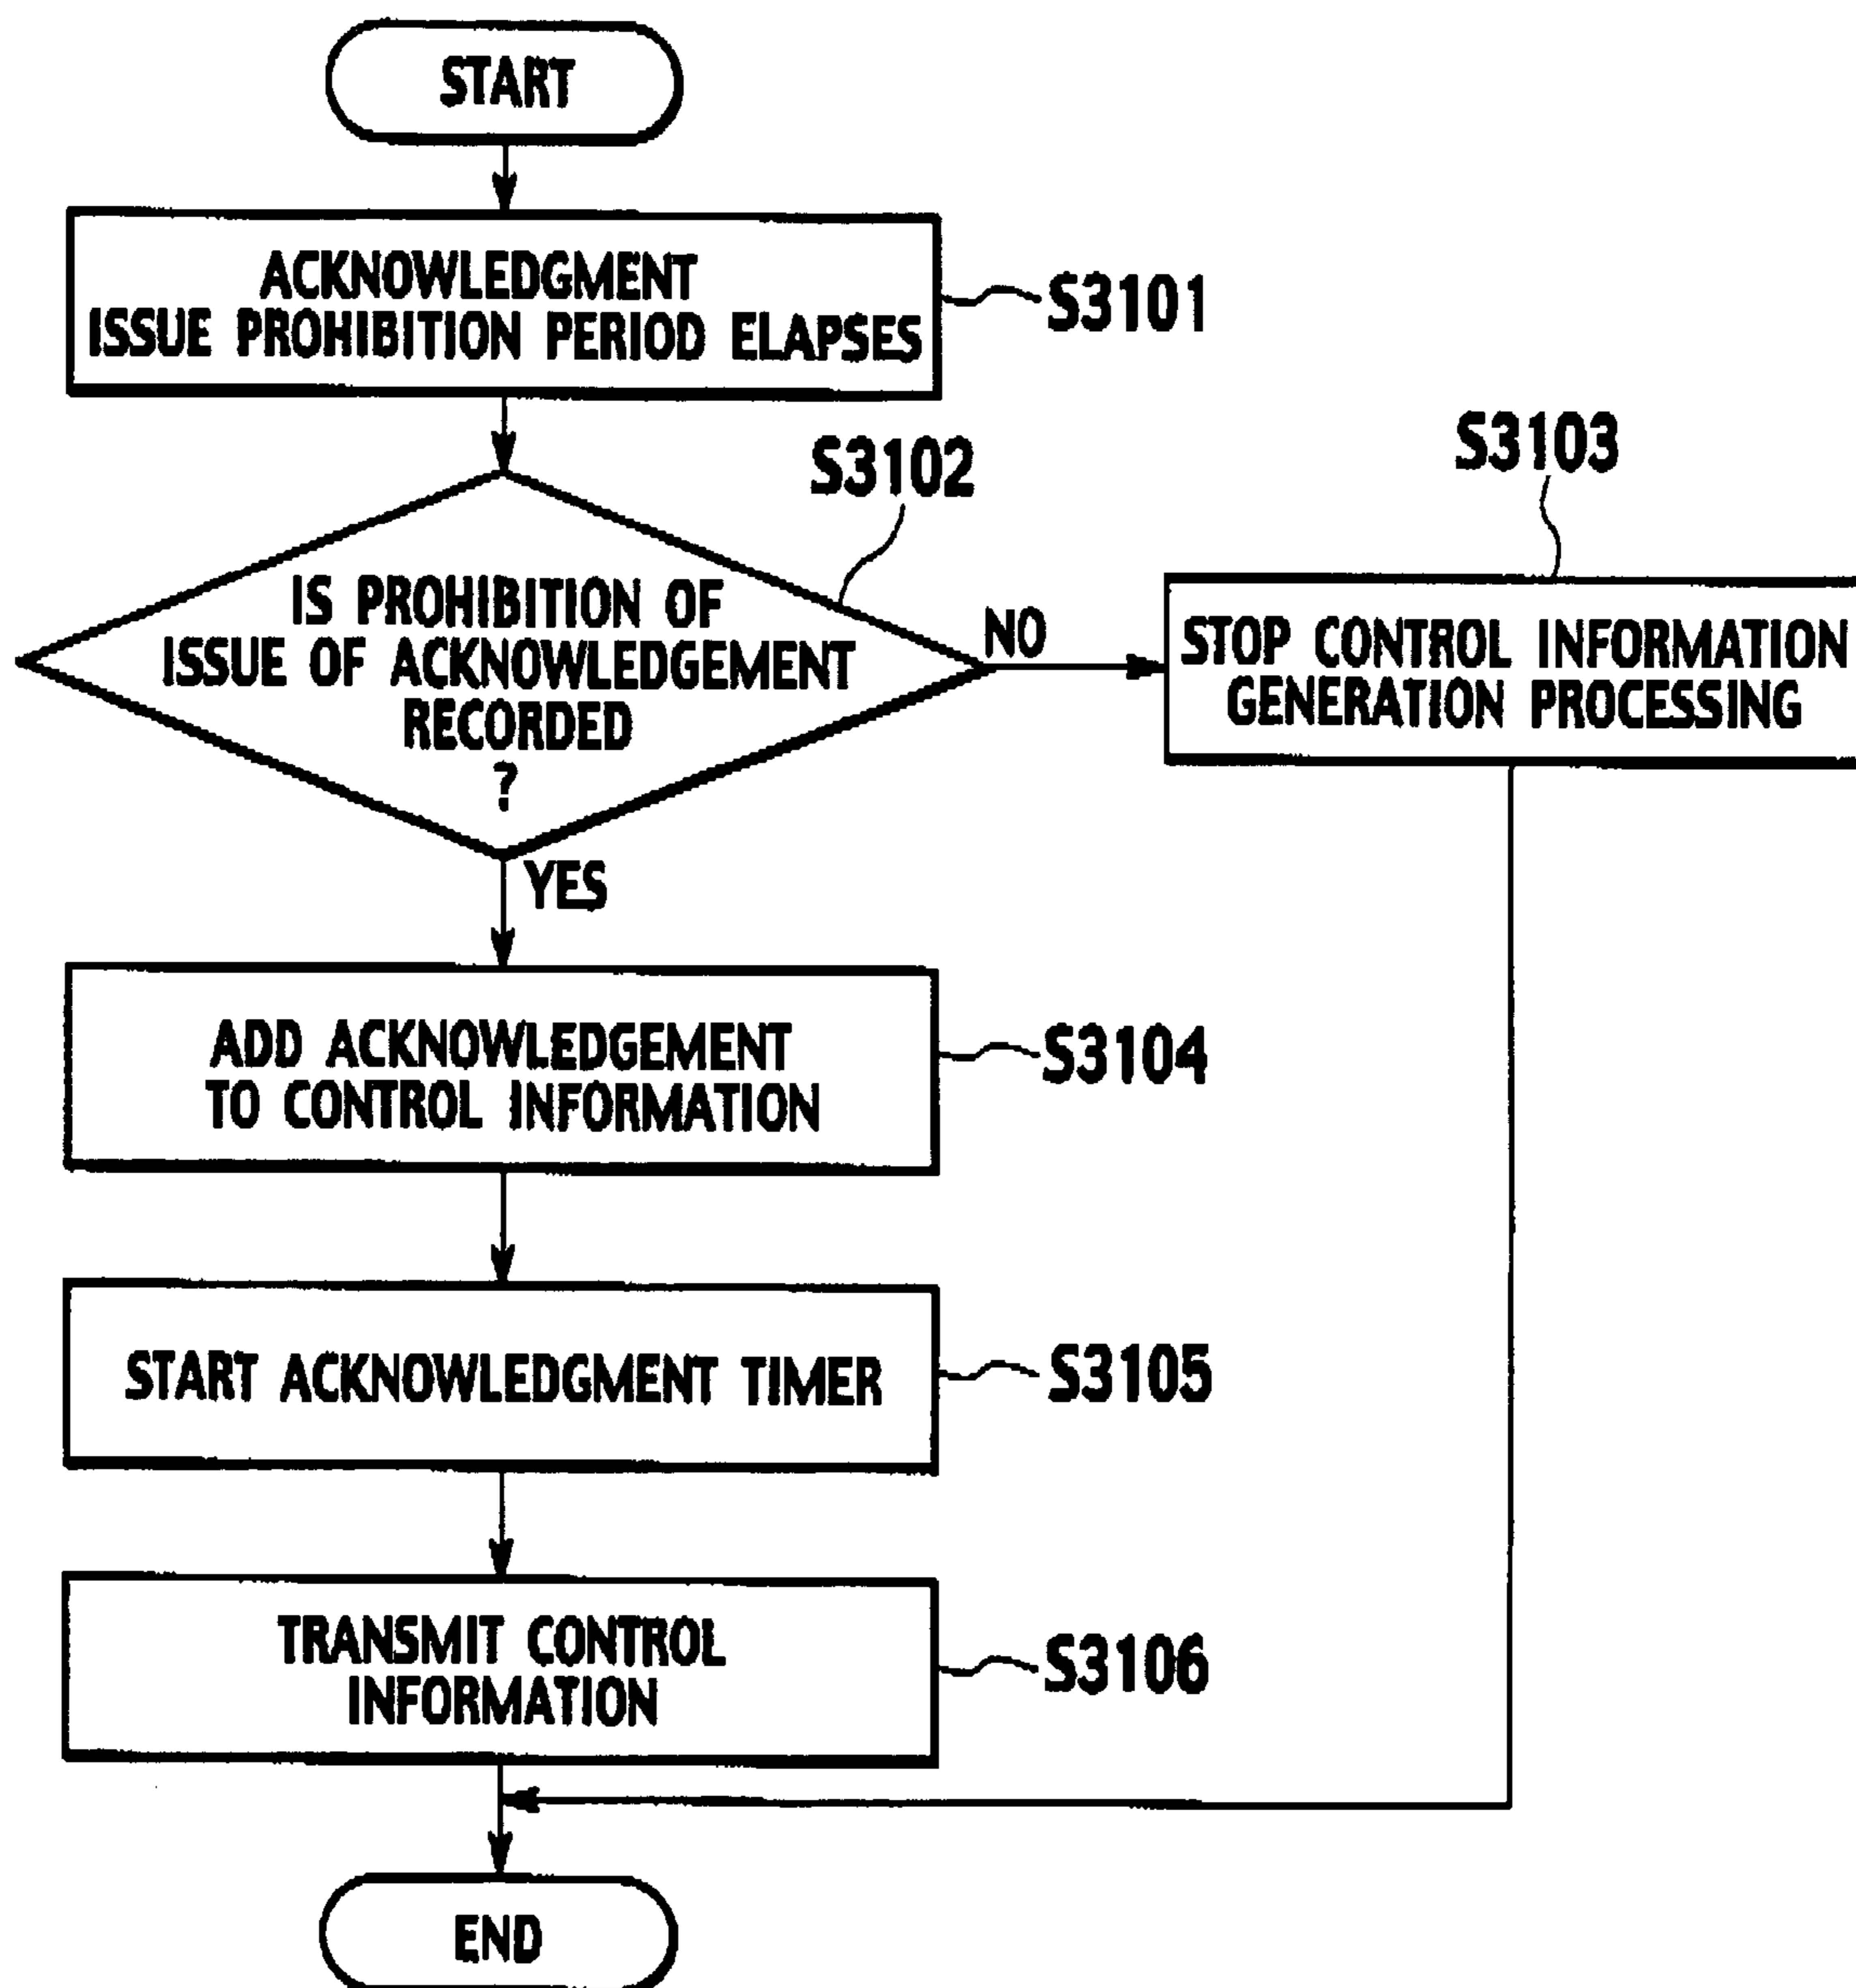 START
ACKNOWLEDGMENT
ISSUE PROHIBITION PERIOD ELAPSES
S3101
S3102
IS PROHIBITION OF
ISSUE OF ACKNOWLEDGEMENT
RECORDED
?
NO
S3103
STOP CONTROL INFORMATION
GENERATION PROCESSING
YES
ADD ACKNOWLEDGEMENT
TO CONTROL INFORMATION
S3104
START ACKNOWLEDGMENT TIMER
S3105
TRANSMIT CONTROL
INFORMATION
S3106
END